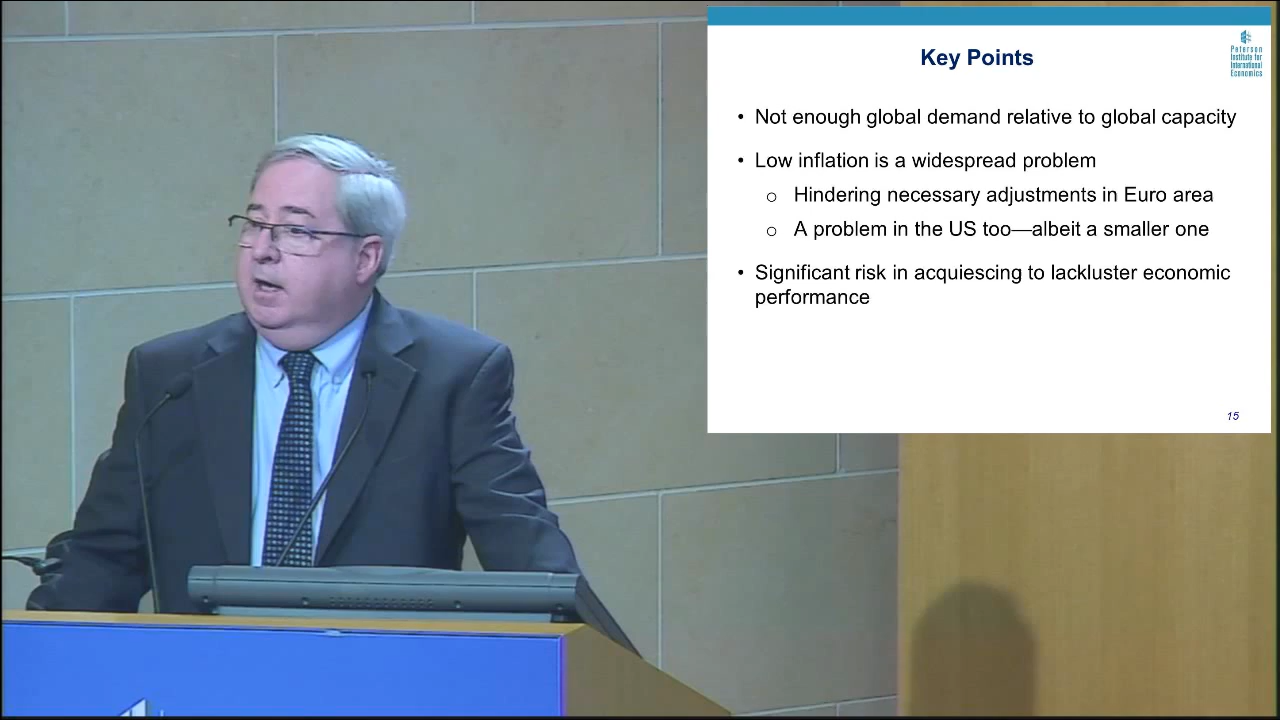 Key Points
Peterson
Institute for
International
Economics
• Not enough global demand relative to global capacity
• Low inflation is a widespread problem
o Hindering necessary adjustments in Euro area
o A problem in the US too—albeit a smaller one
• Significant risk in acquiescing to lackluster economic
performance
15